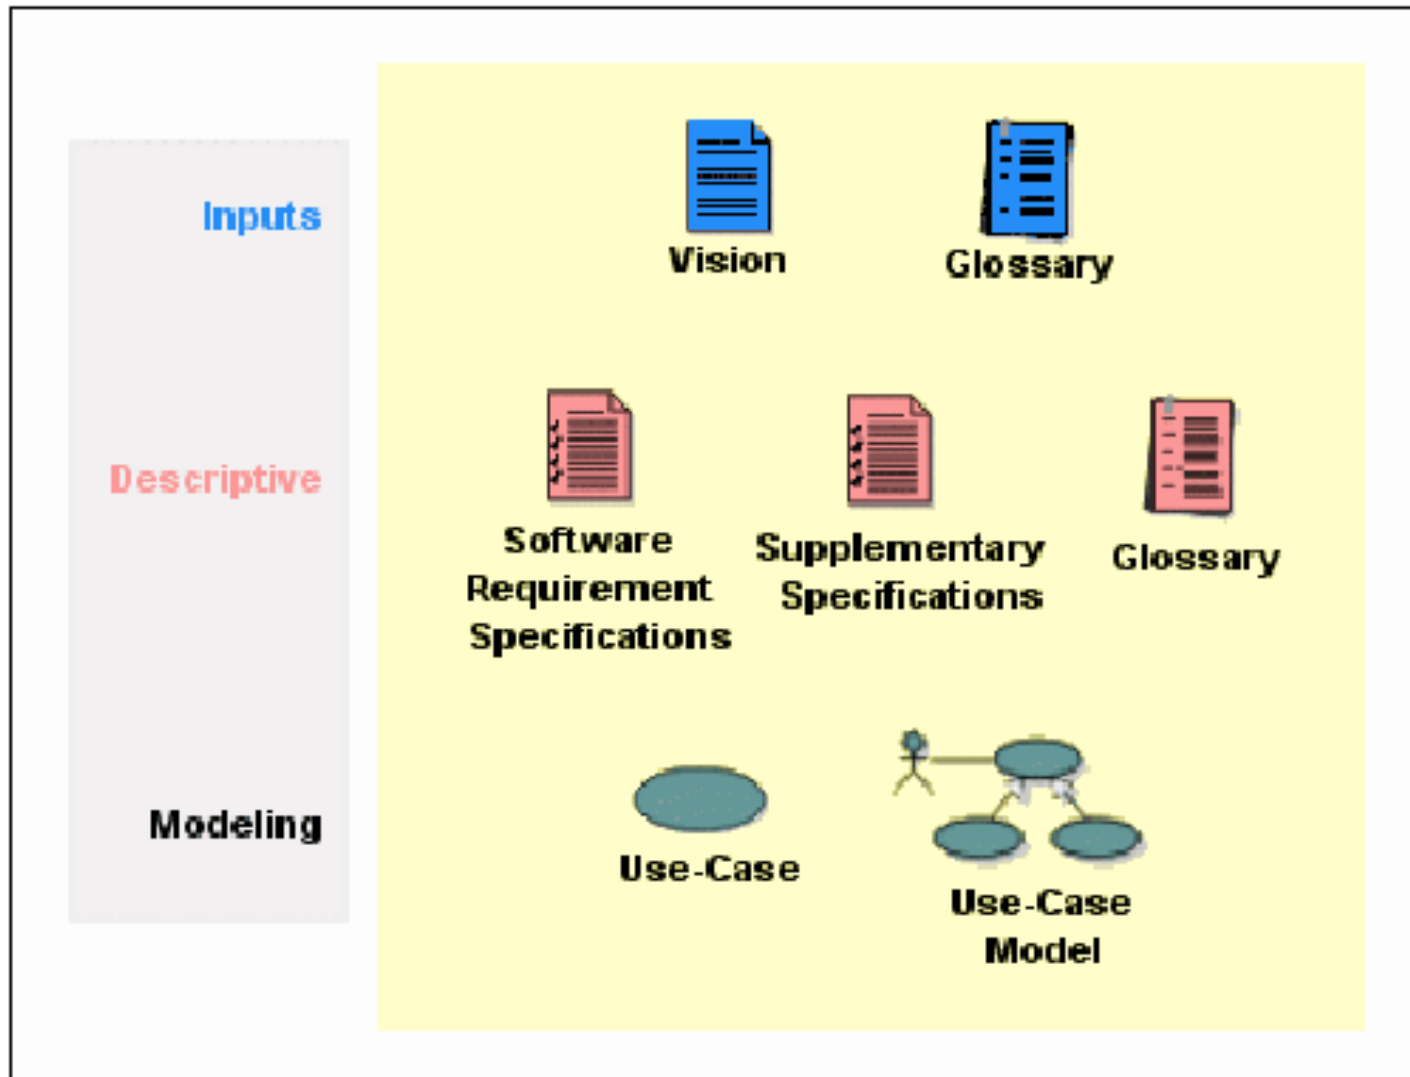 Inputs
Vision
Glossary
Descriptive
Software
Requirement
Specifications
Supplementary
Specifications
Glossary
Modeling
Use-Case
Use-Case
Model